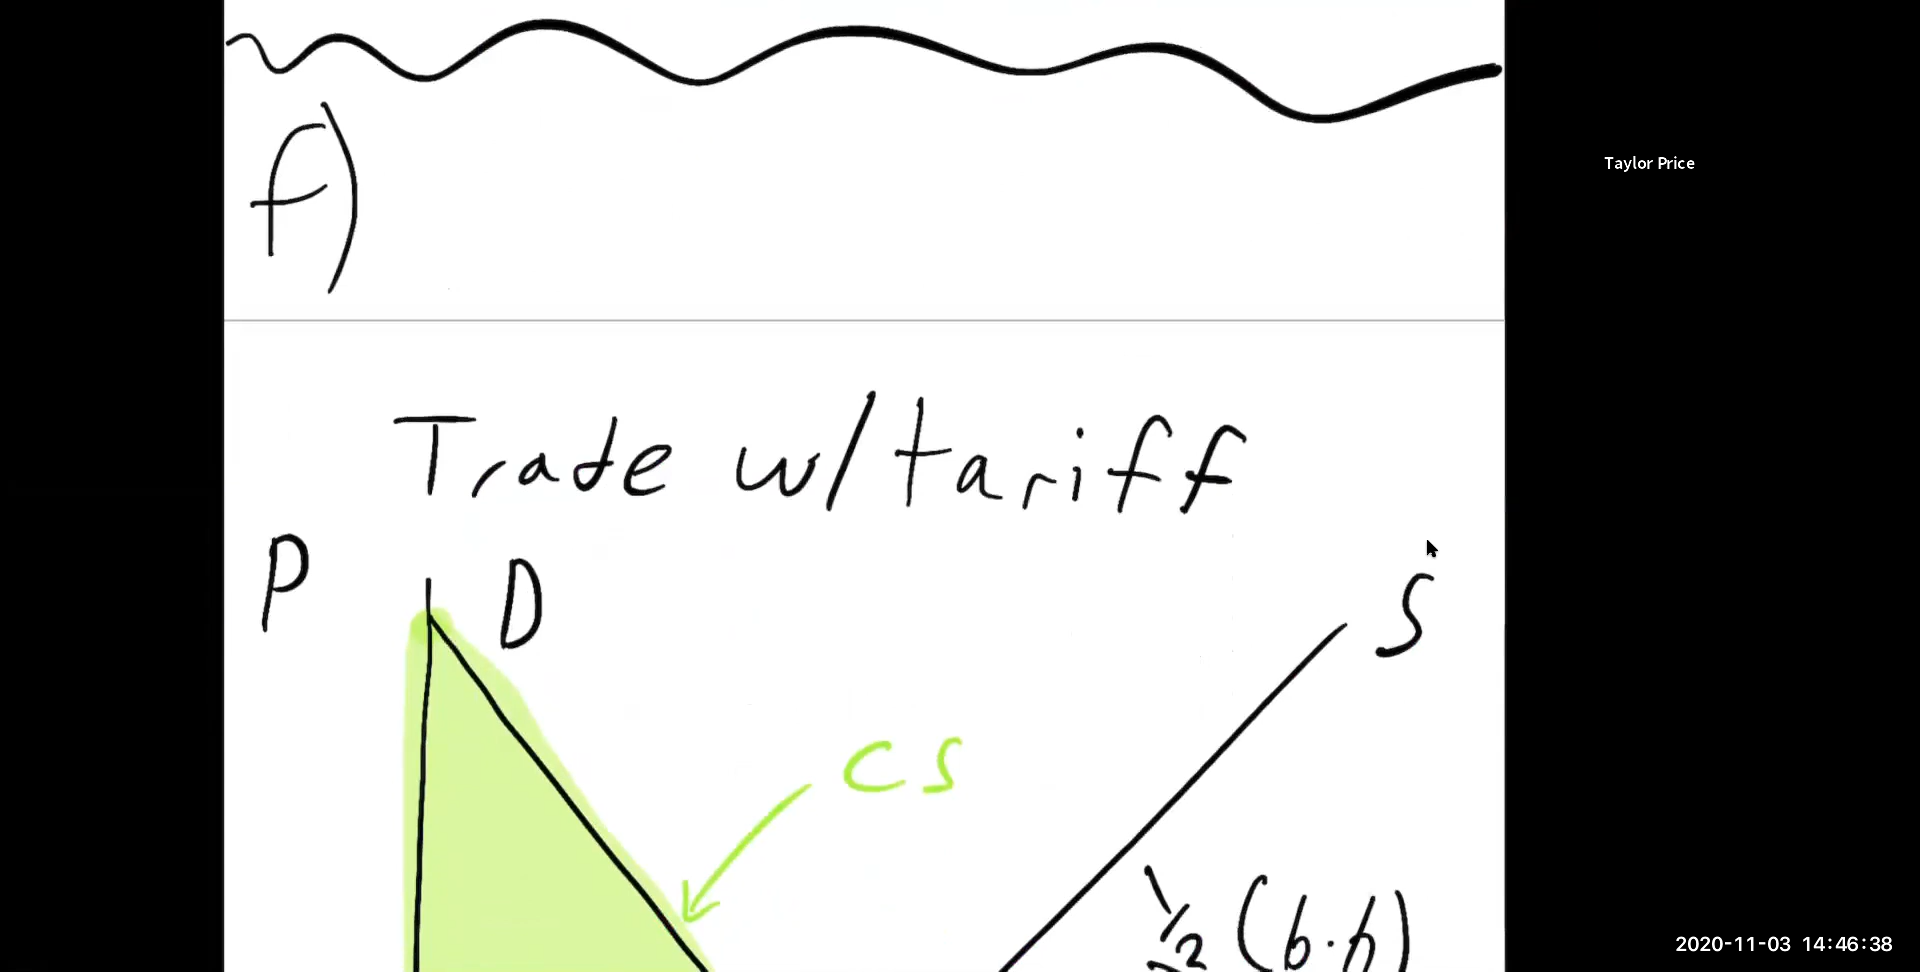 f)
Taylor Price
Trade w/ tariff
P
D
S
CS
1/2 (b·h)
2020-11-03 14:46:38